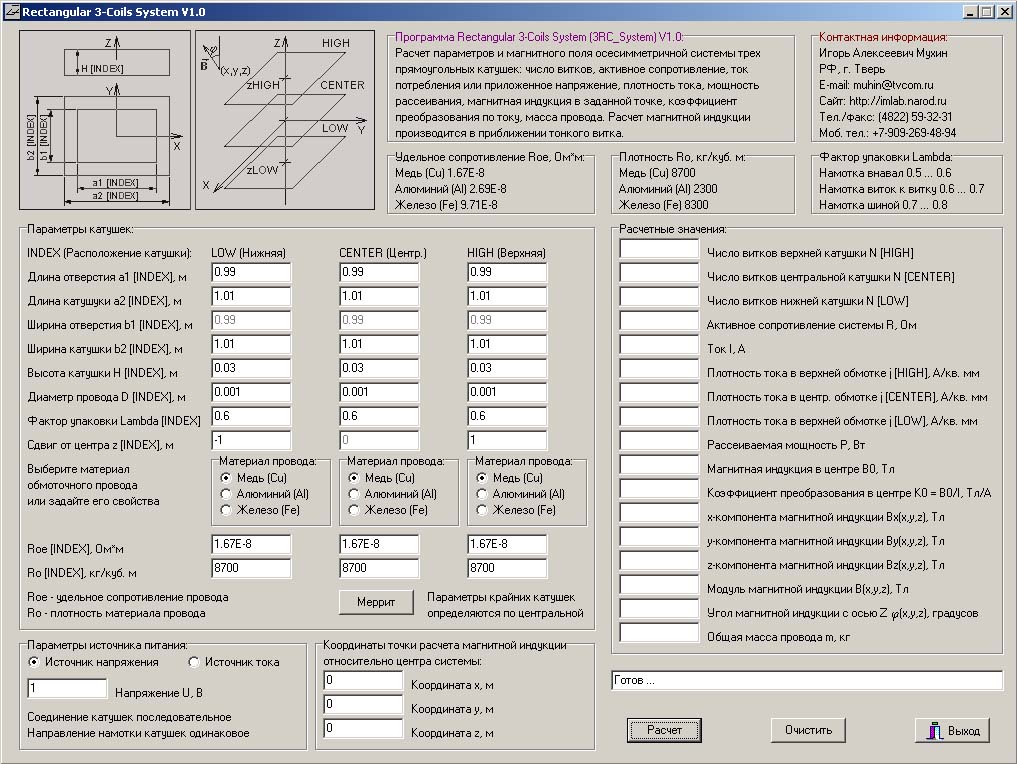 Rectangular 3-Coils System V1.0
H [INDEX]
Z
Y
X
b2 [INDEX]
b1 [INDEX]
a1 [INDEX]
a2 [INDEX]
B
(x,y,z)
Z
HIGH
zHIGH
CENTER
Y
LOW
zLOW
X
Программа Rectangular 3-Coils System (3RC_System) V1.0:
Расчет параметров и магнитного поля осесимметричной системы трех
прямоугольных катушек: число витков, активное сопротивление, ток
потребления или приложенное напряжение, плотность тока, мощность
рассеивания, магнитная индукция в заданной точке, коэффициент
преобразования по току, масса провода. Расчет магнитной индукции
производится в приближении тонкого витка.
Контактная информация:
Игорь Алексеевич Мухин
РФ, г. Тверь
E-mail: muhin@tvcom.ru
Сайт: http://imlab.narod.ru
Тел./Факс: (4822) 59-32-31
Моб. тел.: +7-909-269-48-94
Удельное сопротивление Roe, Ом*м:
Медь (Cu) 1.67E-8
Алюминий (Al) 2.69E-8
Железо (Fe) 9.71E-8
Плотность Ro, кг/куб. м:
Медь (Cu) 8700
Алюминий (Al) 2300
Железо (Fe) 8300
Фактор упаковки Lambda:
Намотка внавал 0.5 ... 0.6
Намотка виток к витку 0.6 ... 0.7
Намотка шиной 0.7 ... 0.8
Параметры катушек:
INDEX (Расположение катушки): LOW (Нижняя) CENTER (Центр.) HIGH (Верхняя)
Длина отверстия a1 [INDEX], м 0.99 0.99 0.99
Длина катушуки a2 [INDEX], м 1.01 1.01 1.01
Ширина отверстия b1 [INDEX], м 0.99 0.99 0.99
Ширина катушки b2 [INDEX], м 1.01 1.01 1.01
Высота катушки H [INDEX], м 0.03 0.03 0.03
Диаметр провода D [INDEX], м 0.001 0.001 0.001
Фактор упаковки Lambda [INDEX] 0.6 0.6 0.6
Сдвиг от центра z [INDEX], м -1 0 1
Выберите материал
обмоточного провода
или задайте его свойства
Материал провода: Материал провода: Материал провода:
Медь (Cu) Медь (Cu) Медь (Cu)
Алюминий (Al) Алюминий (Al) Алюминий (Al)
Железо (Fe) Железо (Fe) Железо (Fe)
Roe [INDEX], Ом*м 1.67E-8 1.67E-8 1.67E-8
Ro [INDEX], кг/куб. м 8700 8700 8700
Roe - удельное сопротивление провода
Ro - плотность материала провода
Меррит
Параметры крайних катушек
определяются по центральной
Расчетные значения:
Число витков верхней катушки N [HIGH]
Число витков центральной катушки N [CENTER]
Число витков нижней катушки N [LOW]
Активное сопротивление системы R, Ом
Ток I, А
Плотность тока в верхней обмотке j [HIGH], А/кв. мм
Плотность тока в центр. обмотке j [CENTER], А/кв. мм
Плотность тока в верхней обмотке j [LOW], А/кв. мм
Рассеиваемая мощность P, Вт
Магнитная индукция в центре B0, Тл
Коэффициент преобразования в центре K0 = B0/I, Тл/А
x-компонента магнитной индукции Bx(x,y,z), Тл
y-компонента магнитной индукции By(x,y,z), Тл
z-компонента магнитной индукции Bz(x,y,z), Тл
Модуль магнитной индукции B(x,y,z), Тл
Угол магнитной индукции с осью Z φ(x,y,z), градусов
Общая масса провода m, кг
Параметры источника питания:
Источник напряжения Источник тока
1 Напряжение U, В
Соединение катушек последовательное
Направление намотки катушек одинаковое
Координаты точки расчета магнитной индукции
относительно центра системы:
0 Координата x, м
0 Координата y, м
0 Координата z, м
Готов ...
Расчет Очистить Выход